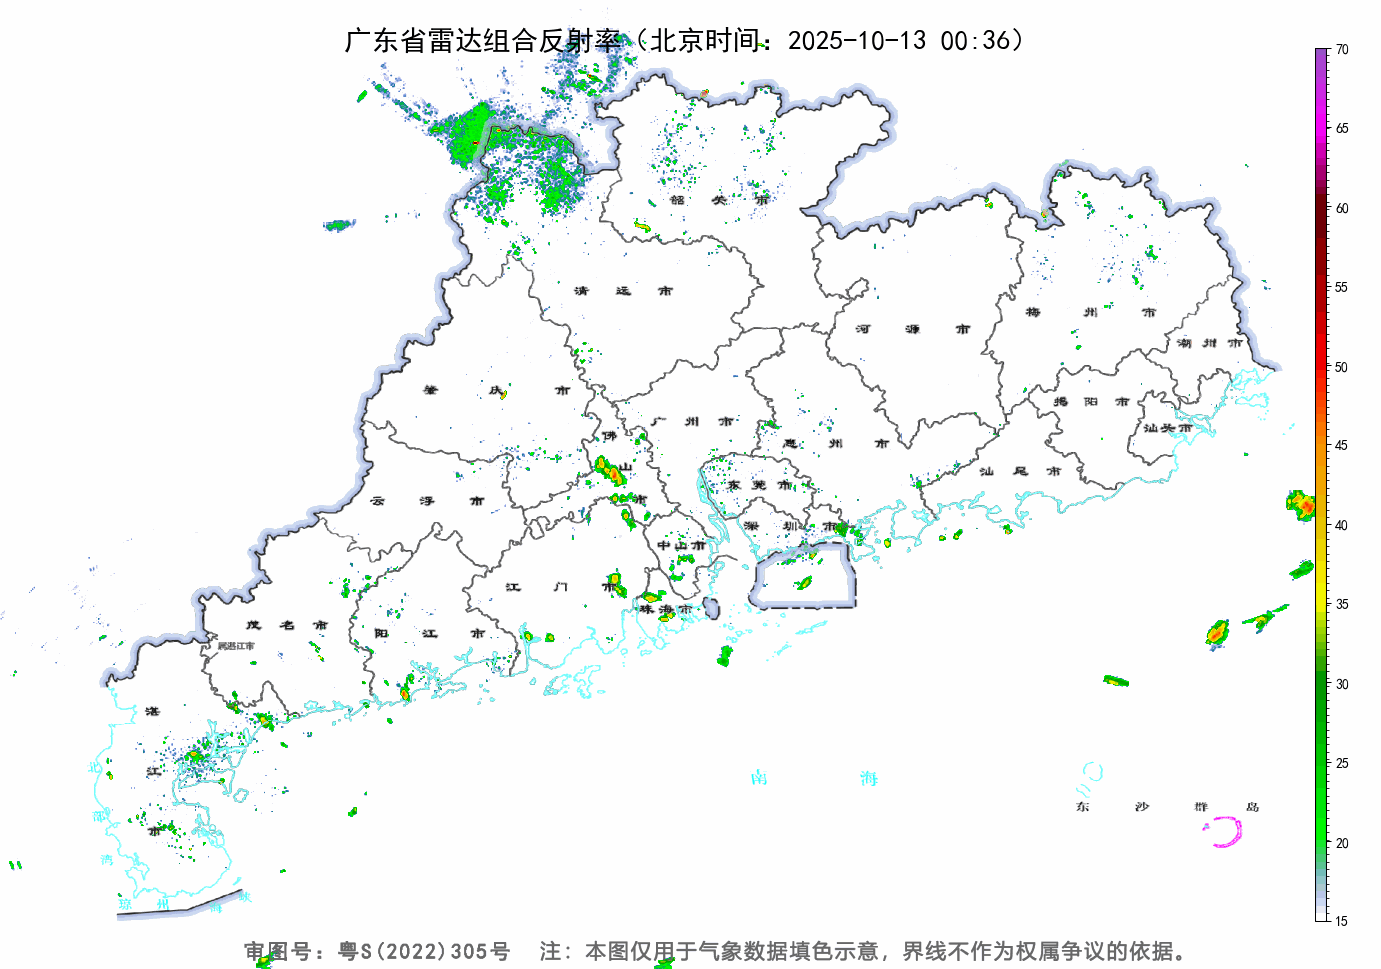 广东省雷达组合反射率（北京时间：2025-10-13 00:36）
70
65
60
55
50
45
40
35
30
25
20
15
韶关市
清远市
河源市
梅州市
潮州市
肇庆市
广州市
佛山市
惠州市
揭阳市
汕头市
汕尾市
云浮市
东莞市
深圳市
中山市
江门市
珠海市
茂名市
阳江市
属湛江市
湛江市
北部湾
南海
东沙群岛
琼州海峡
审图号：粤S(2022)305号 注：本图仅用于气象数据填色示意，界线不作为权属争议的依据。